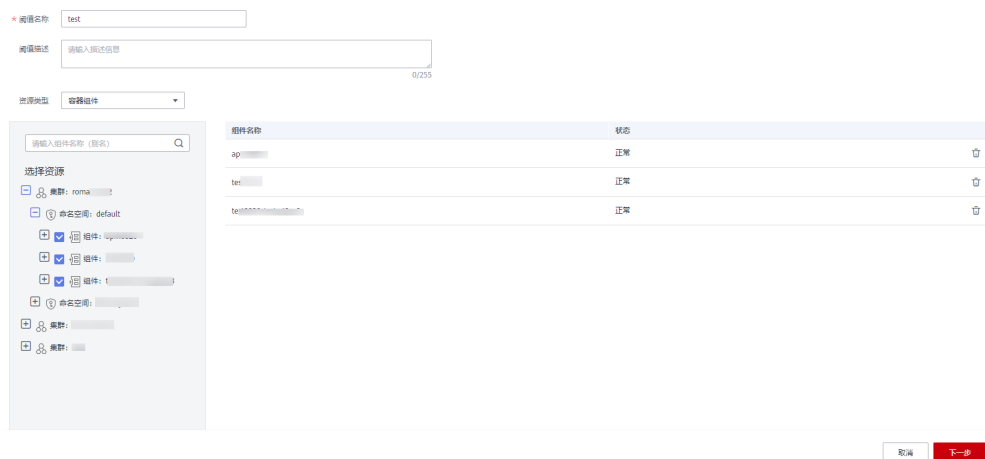 * 阈值名称 test
阈值描述 请输入描述信息
0/255
资源类型 容器组件
请输入组件名称（别名）
选择资源
集群：roma
命名空间：default
组件：
组件：
组件：
命名空间：
集群：
集群：
组件名称 状态
正常
正常
正常
取消 下一步